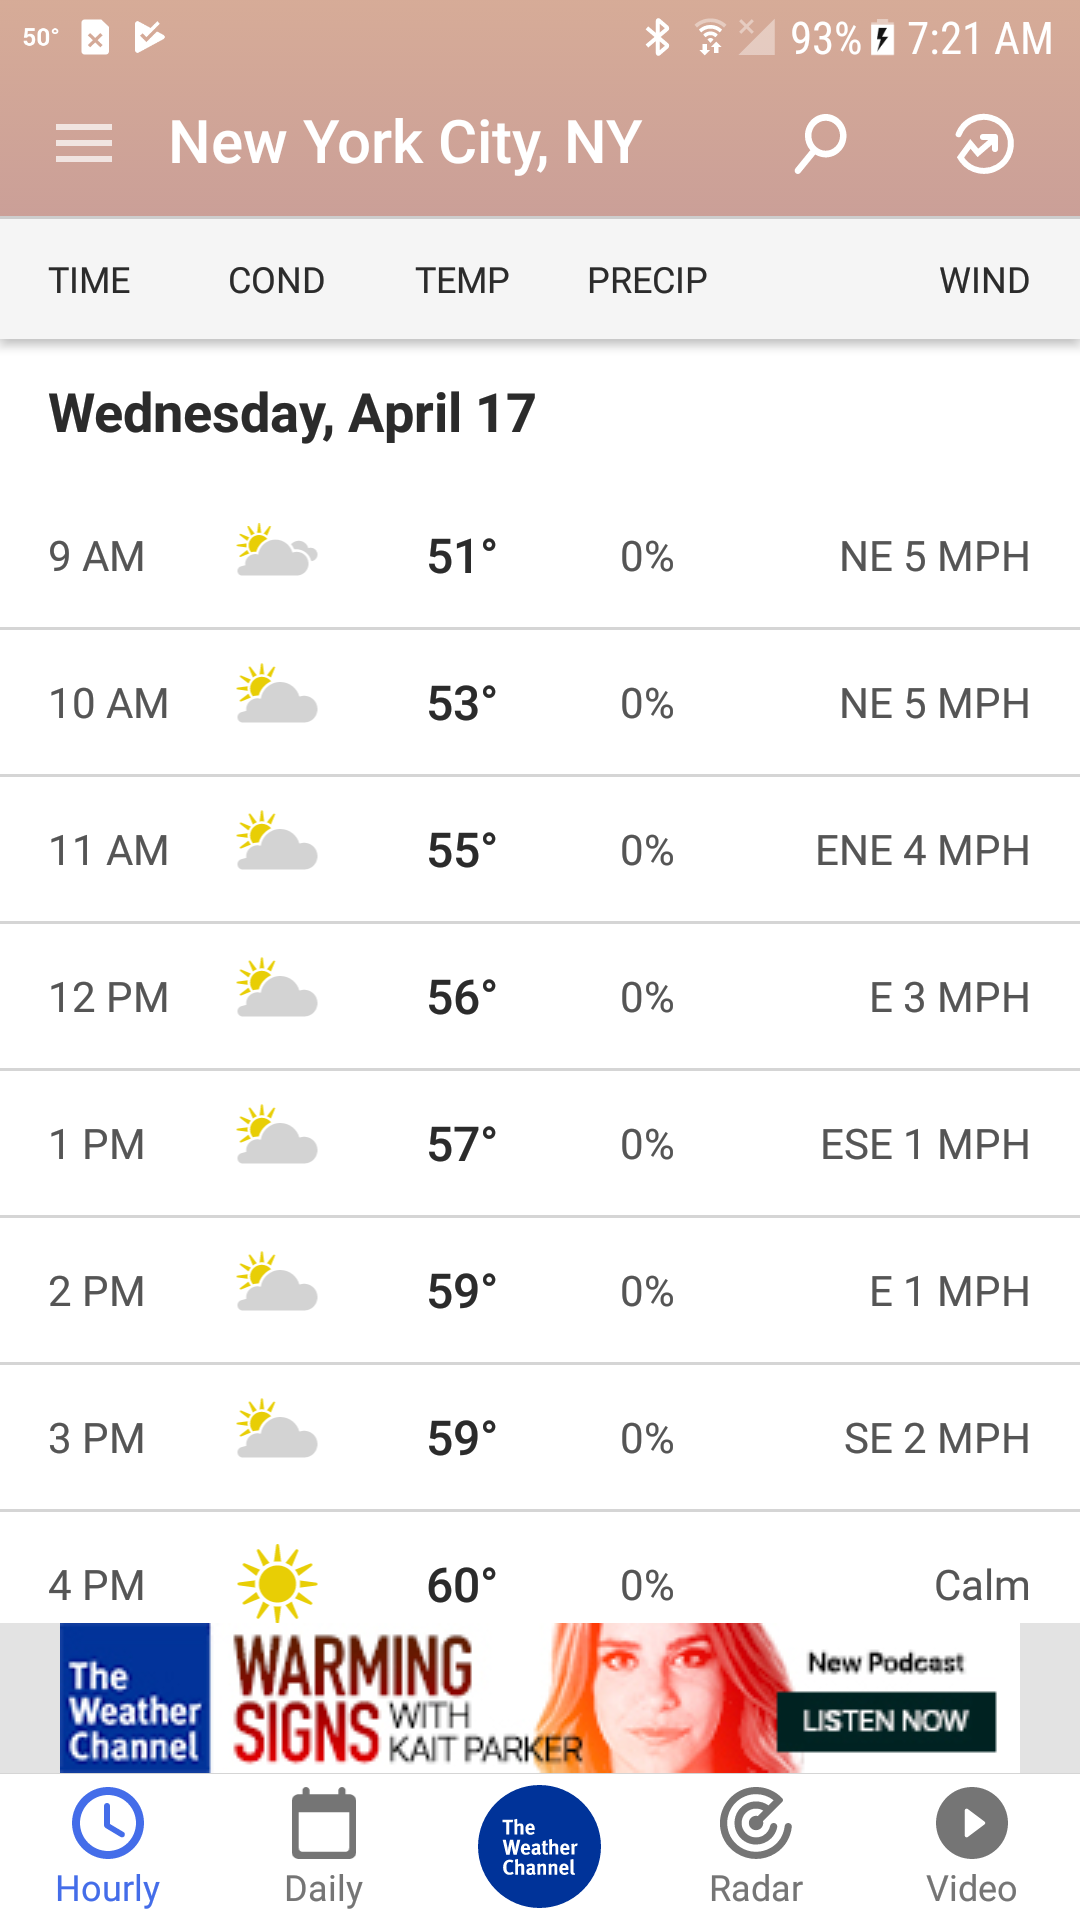 50° 93% 7:21 AM
New York City, NY
TIME COND TEMP PRECIP WIND
Wednesday, April 17
9 AM 51° 0% NE 5 MPH
10 AM 53° 0% NE 5 MPH
11 AM 55° 0% ENE 4 MPH
12 PM 56° 0% E 3 MPH
1 PM 57° 0% ESE 1 MPH
2 PM 59° 0% E 1 MPH
3 PM 59° 0% SE 2 MPH
4 PM 60° 0% Calm
The
Weather
Channel
WARMING
SIGNS WITH
KAIT PARKER
New Podcast
LISTEN NOW
The
Weather
Channel
Hourly Daily Radar Video